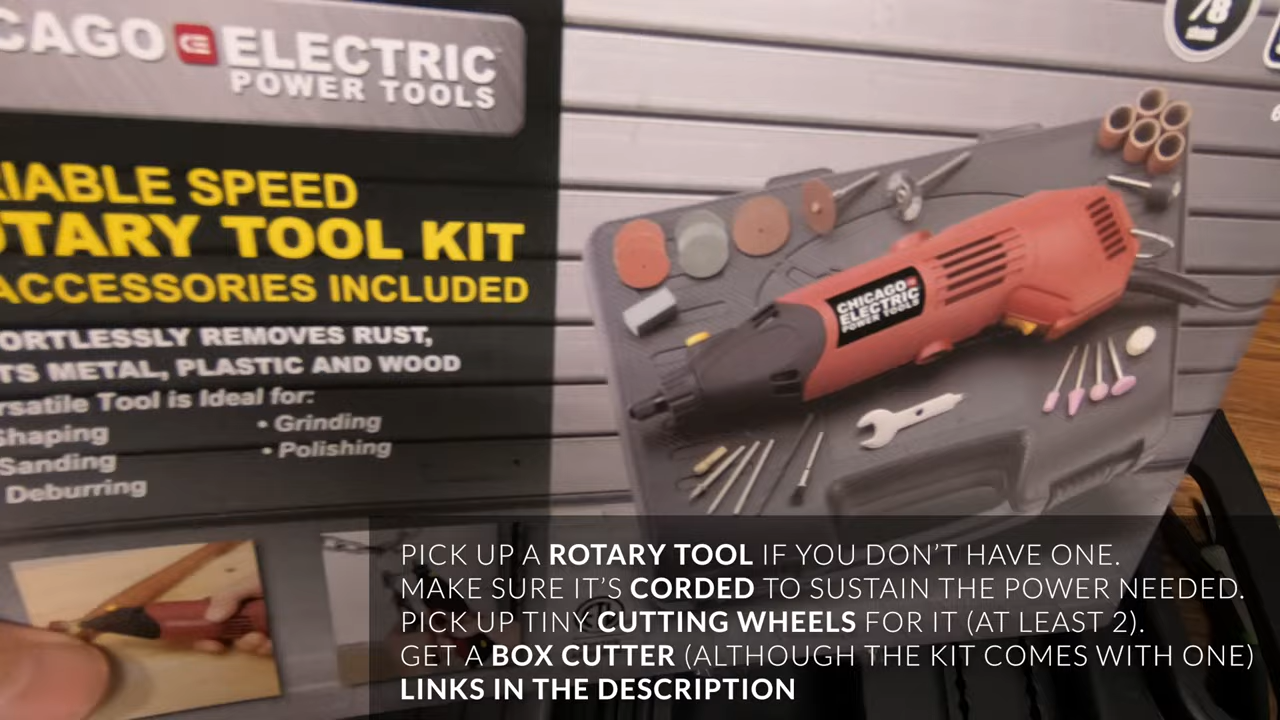 CAGO ELECTRIC
POWER TOOLS
IABLE SPEED
TARY TOOL KIT
ACCESSORIES INCLUDED
ORTLESSLY REMOVES RUST,
TS METAL, PLASTIC AND WOOD
rsatile Tool is Ideal for:
Shaping
• Grinding
Sanding
• Polishing
Deburring
CHICAGO
ELECTRIC
POWER TOOLS
/8
shank
PICK UP A ROTARY TOOL IF YOU DON'T HAVE ONE.
MAKE SURE IT'S CORDED TO SUSTAIN THE POWER NEEDED.
PICK UP TINY CUTTING WHEELS FOR IT (AT LEAST 2).
GET A BOX CUTTER (ALTHOUGH THE KIT COMES WITH ONE)
LINKS IN THE DESCRIPTION